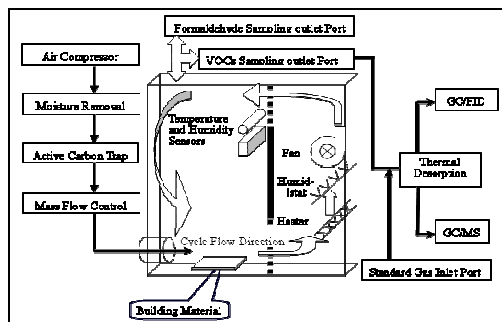 Formaldehyde Sampling outlet Port
Air Compressor
VOCs Sampling outlet Port
Moisture Removal
Active Carbon Trap
Mass Flow Control
Temperature
and Humidity
Sensors
Fan
Humid-
istat
Heater
Cycle Flow Direction
Building Material
GC/FID
Thermal
Desorption
GC/MS
Standard Gas Inlet Port